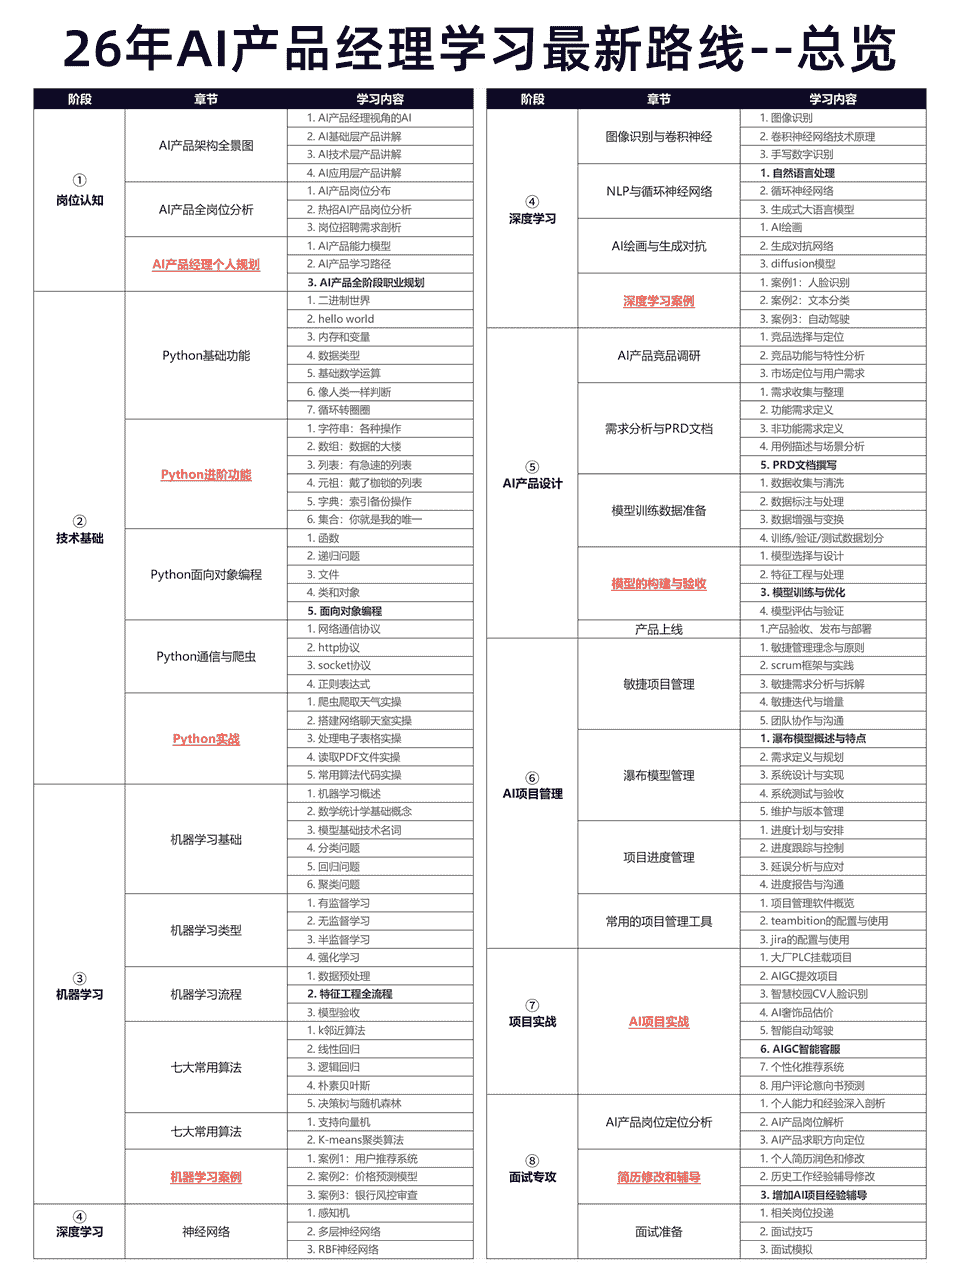 26年AI产品经理学习最新路线--总览
阶段 章节 学习内容
①
岗位认知
AI产品架构全景图
1. AI产品经理视角的AI
2. AI基础层产品讲解
3. AI技术层产品讲解
4. AI应用层产品讲解
AI产品全岗位分析
1. AI产品岗位分布
2. 热招AI产品岗位分析
3. 岗位招聘需求剖析
AI产品经理个人规划
1. AI产品能力模型
2. AI产品学习路径
3. AI产品全阶段职业规划
②
技术基础
Python基础功能
1. 二进制世界
2. hello world
3. 内存和变量
4. 数据类型
5. 基础数学运算
6. 像人类一样判断
7. 循环转圈圈
Python进阶功能
1. 字符串：各种操作
2. 数组：数据的大楼
3. 列表：有急速的列表
4. 元祖：戴了枷锁的列表
5. 字典：索引备份操作
6. 集合：你就是我的唯一
Python面向对象编程
1. 函数
2. 递归问题
3. 文件
4. 类和对象
5. 面向对象编程
Python通信与爬虫
1. 网络通信协议
2. http协议
3. socket协议
4. 正则表达式
Python实战
1. 爬虫爬取天气实操
2. 搭建网络聊天室实操
3. 处理电子表格实操
4. 读取PDF文件实操
5. 常用算法代码实操
③
机器学习
机器学习基础
1. 机器学习概述
2. 数学统计学基础概念
3. 模型基础技术名词
4. 分类问题
5. 回归问题
6. 聚类问题
机器学习类型
1. 有监督学习
2. 无监督学习
3. 半监督学习
4. 强化学习
机器学习流程
1. 数据预处理
2. 特征工程全流程
3. 模型验收
七大常用算法
1. k邻近算法
2. 线性回归
3. 逻辑回归
4. 朴素贝叶斯
5. 决策树与随机森林
七大常用算法
1. 支持向量机
2. K-means聚类算法
机器学习案例
1. 案例1：用户推荐系统
2. 案例2：价格预测模型
3. 案例3：银行风控审查
④
深度学习
神经网络
1. 感知机
2. 多层神经网络
3. RBF神经网络
阶段 章节 学习内容
④
深度学习
图像识别与卷积神经
1. 图像识别
2. 卷积神经网络技术原理
3. 手写数字识别
NLP与循环神经网络
1. 自然语言处理
2. 循环神经网络
3. 生成式大语言模型
AI绘画与生成对抗
1. AI绘画
2. 生成对抗网络
3. diffusion模型
深度学习案例
1. 案例1：人脸识别
2. 案例2：文本分类
3. 案例3：自动驾驶
⑤
AI产品设计
AI产品竞品调研
1. 竞品选择与定位
2. 竞品功能与特性分析
3. 市场定位与用户需求
需求分析与PRD文档
1. 需求收集与整理
2. 功能需求定义
3. 非功能需求定义
4. 用例描述与场景分析
5. PRD文档撰写
模型训练数据准备
1. 数据收集与清洗
2. 数据标注与处理
3. 数据增强与变换
4. 训练/验证/测试数据划分
模型的构建与验收
1. 模型选择与设计
2. 特征工程与处理
3. 模型训练与优化
4. 模型评估与验证
产品上线
1.产品验收、发布与部署
⑥
AI项目管理
敏捷项目管理
1. 敏捷管理理念与原则
2. scrum框架与实践
3. 敏捷需求分析与拆解
4. 敏捷迭代与增量
5. 团队协作与沟通
瀑布模型管理
1. 瀑布模型概述与特点
2. 需求定义与规划
3. 系统设计与实现
4. 系统测试与验收
5. 维护与版本管理
项目进度管理
1. 进度计划与安排
2. 进度跟踪与控制
3. 延误分析与应对
4. 进度报告与沟通
常用的项目管理工具
1. 项目管理软件概览
2. teambition的配置与使用
3. jira的配置与使用
⑦
项目实战
AI项目实战
1. 大厂PLC挂载项目
2. AIGC提效项目
3. 智慧校园CV人脸识别
4. AI奢饰品估价
5. 智能自动驾驶
6. AIGC智能客服
7. 个性化推荐系统
8. 用户评论意向书预测
⑧
面试专攻
AI产品岗位定位分析
1. 个人能力和经验深入剖析
2. AI产品岗位解析
3. AI产品求职方向定位
简历修改和辅导
1. 个人简历润色和修改
2. 历史工作经验辅导修改
3. 增加AI项目经验辅导
面试准备
1. 相关岗位投递
2. 面试技巧
3. 面试模拟